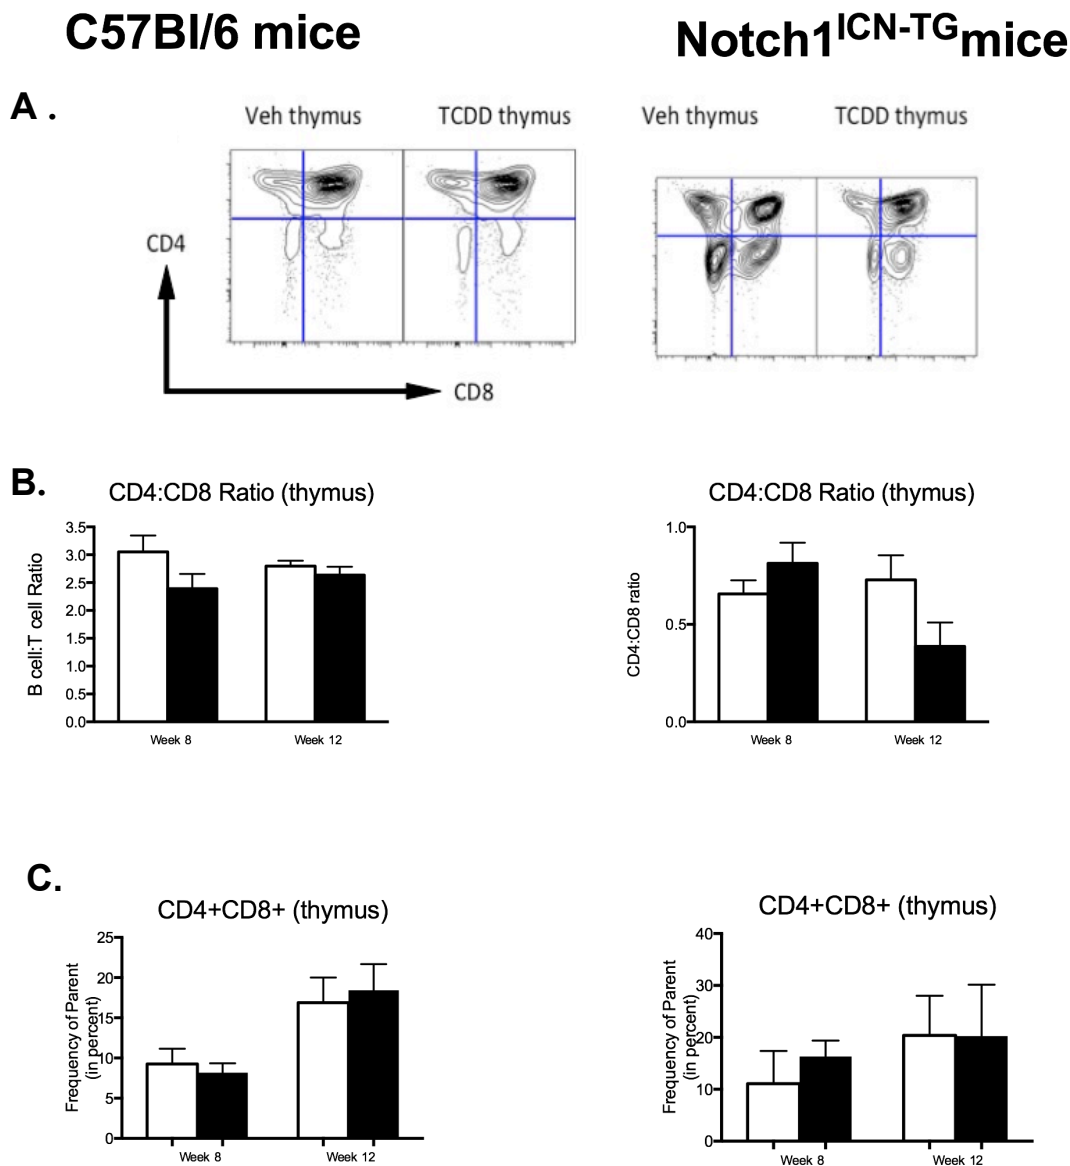 C57Bl/6 mice
Notch1ICN-TGmice
A .
Veh thymus
TCDD thymus
Veh thymus
TCDD thymus
CD4
CD8
B.
CD4:CD8 Ratio (thymus)
B cell:T cell Ratio
3.5
3.0
2.5
2.0
1.5
1.0
0.5
0.0
Week 8
Week 12
CD4:CD8 Ratio (thymus)
CD4:CD8 ratio
1.0
0.5
0.0
Week 8
Week 12
C.
CD4+CD8+ (thymus)
Frequency of Parent
(in percent)
25
20
15
10
5
0
Week 8
Week 12
CD4+CD8+ (thymus)
Frequency of Parent
(in percent)
40
30
20
10
0
Week 8
Week 12